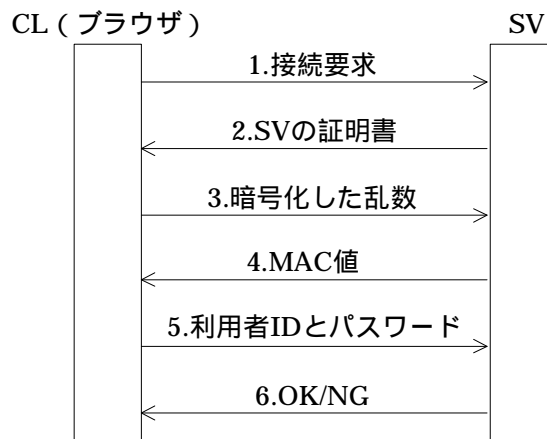 CL（ブラウザ） SV
1.接続要求
2.SVの証明書
3.暗号化した乱数
4.MAC値
5.利用者IDとパスワード
6.OK/NG